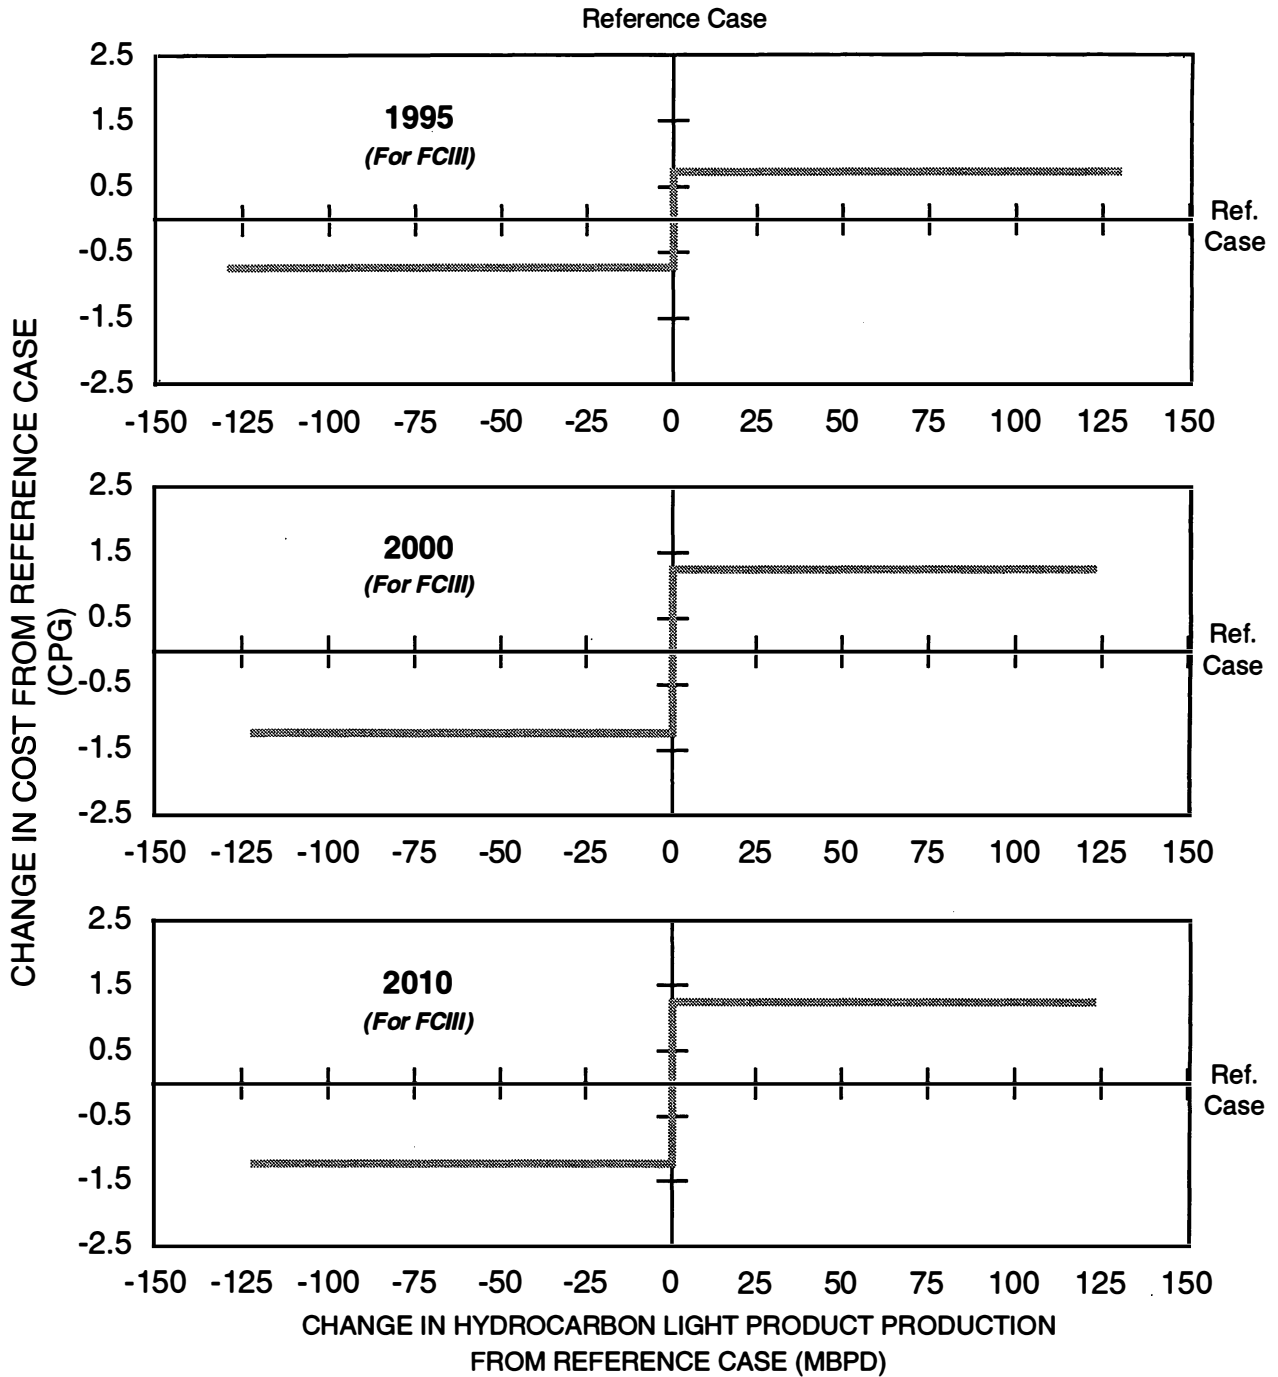 Reference Case
CHANGE IN COST FROM REFERENCE CASE
(CPG)
2.5
1.5
0.5
-0.5
-1.5
-2.5
1995
(For FCIII)
Ref.
Case
-150 -125 -100 -75 -50 -25 0 25 50 75 100 125 150
2.5
1.5
0.5
-0.5
-1.5
-2.5
2000
(For FCIII)
Ref.
Case
-150 -125 -100 -75 -50 -25 0 25 50 75 100 125 150
2.5
1.5
0.5
-0.5
-1.5
-2.5
2010
(For FCIII)
Ref.
Case
-150 -125 -100 -75 -50 -25 0 25 50 75 100 125 150
CHANGE IN HYDROCARBON LIGHT PRODUCT PRODUCTION
FROM REFERENCE CASE (MBPD)